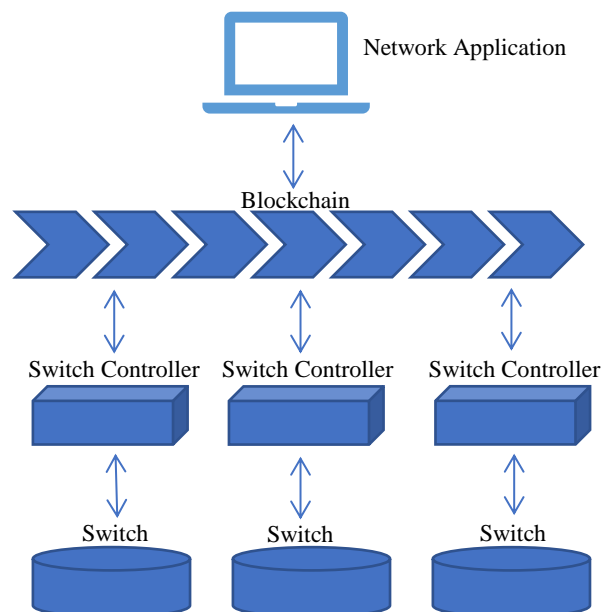 Network Application
Blockchain
Switch Controller
Switch Controller
Switch Controller
Switch
Switch
Switch